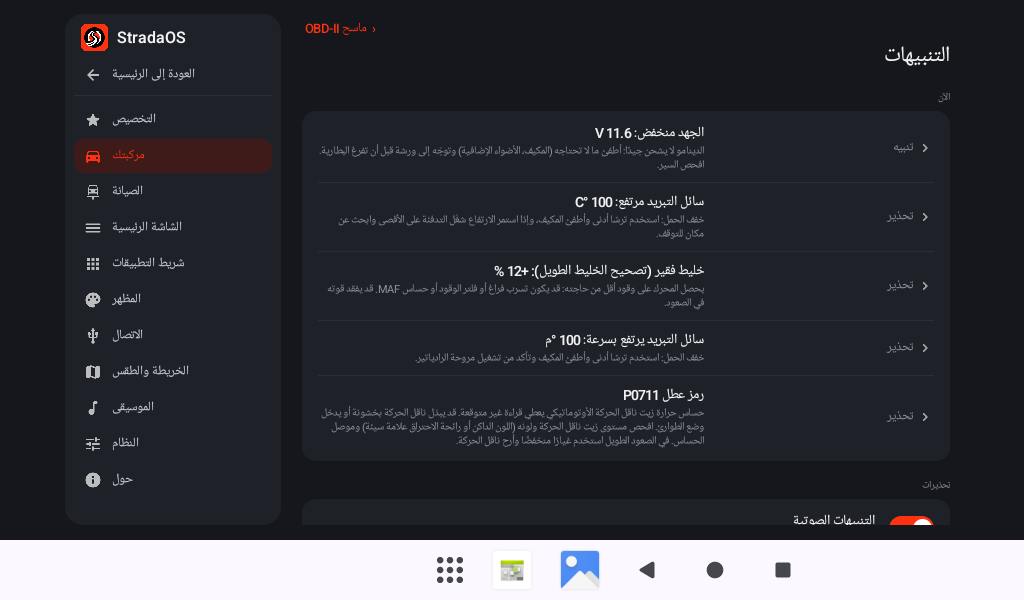 StradaOS
العودة إلى الرئيسية
التخصيص
مركبتك
الصيانة
الشاشة الرئيسية
شريط التطبيقات
المظهر
الاتصال
الخريطة والطقس
الموسيقى
النظام
حول
‹ ماسح OBD-II
التنبيهات
الآن
الجهد منخفض: 11.6 V
الدينامو لا يشحن جيدًا: أطفئ ما لا تحتاجه (المكيف، الأضواء الإضافية) وتوجّه إلى ورشة قبل أن تفرغ البطارية.
افحص السير.
تنبيه
سائل التبريد مرتفع: 100 °C
خفف الحمل: استخدم ترسًا أدنى وأطفئ المكيف، وإذا استمر الارتفاع شغّل التدفئة على الأقصى وابحث عن
مكان للتوقف.
تحذير
خليط فقير (تصحيح الخليط الطويل): +12 %
يحصل المحرك على وقود أقل من حاجته: قد يكون تسرب فراغ أو فلتر الوقود أو حساس MAF. قد يفقد قوته
في الصعود.
تحذير
سائل التبريد يرتفع بسرعة: 100 °م
خفف الحمل: استخدم ترسًا أدنى وأطفئ المكيف وتأكد من تشغيل مروحة الرادياتير.
تحذير
رمز عطل P0711
حساس حرارة زيت ناقل الحركة الأوتوماتيكي يعطي قراءة غير متوقعة. قد يبدّل ناقل الحركة بخشونة أو يدخل
وضع الطوارئ. افحص مستوى زيت ناقل الحركة ولونه (اللون الداكن أو رائحة الاحتراق علامة سيئة) وموصل
الحساس. في الصعود الطويل استخدم غيارًا منخفضًا وأرح ناقل الحركة.
تحذير
تحذيرات
التنبيهات الصوتية